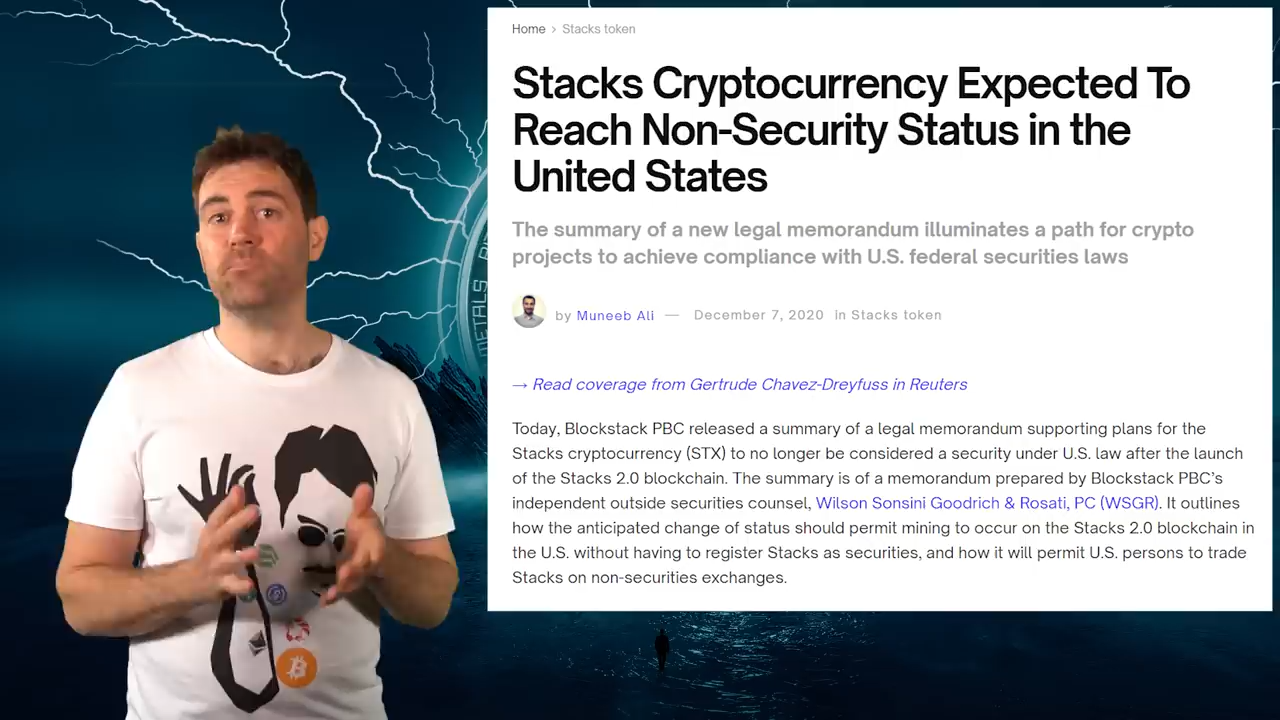 Home > Stacks token
Stacks Cryptocurrency Expected To
Reach Non-Security Status in the
United States
The summary of a new legal memorandum illuminates a path for crypto
projects to achieve compliance with U.S. federal securities laws
by Muneeb Ali — December 7, 2020 in Stacks token
→ Read coverage from Gertrude Chavez-Dreyfuss in Reuters
Today, Blockstack PBC released a summary of a legal memorandum supporting plans for the
Stacks cryptocurrency (STX) to no longer be considered a security under U.S. law after the launch
of the Stacks 2.0 blockchain. The summary is of a memorandum prepared by Blockstack PBC’s
independent outside securities counsel, Wilson Sonsini Goodrich & Rosati, PC (WSGR). It outlines
how the anticipated change of status should permit mining to occur on the Stacks 2.0 blockchain in
the U.S. without having to register Stacks as securities, and how it will permit U.S. persons to trade
Stacks on non-securities exchanges.
METALS